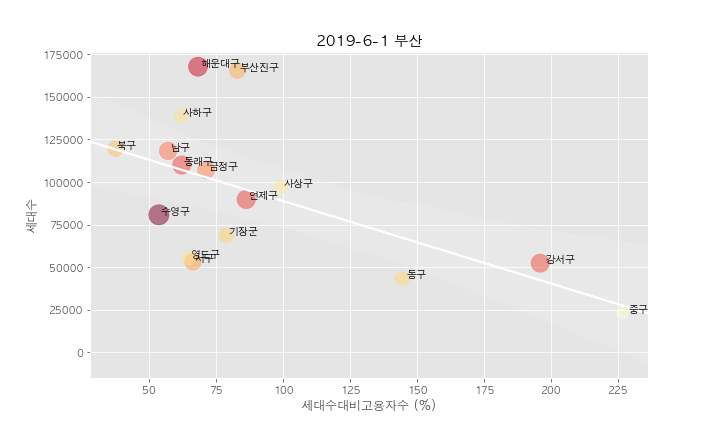 2019-6-1 부산
175000
150000
125000
100000
75000
50000
25000
0
세대수
해운대구
부산진구
사하구
북구
남구
동래구
금정구
사상구
연제구
수영구
기장군
영도구
서구
강서구
동구
중구
50
75
100
125
150
175
200
225
세대수대비고용자수 (%)